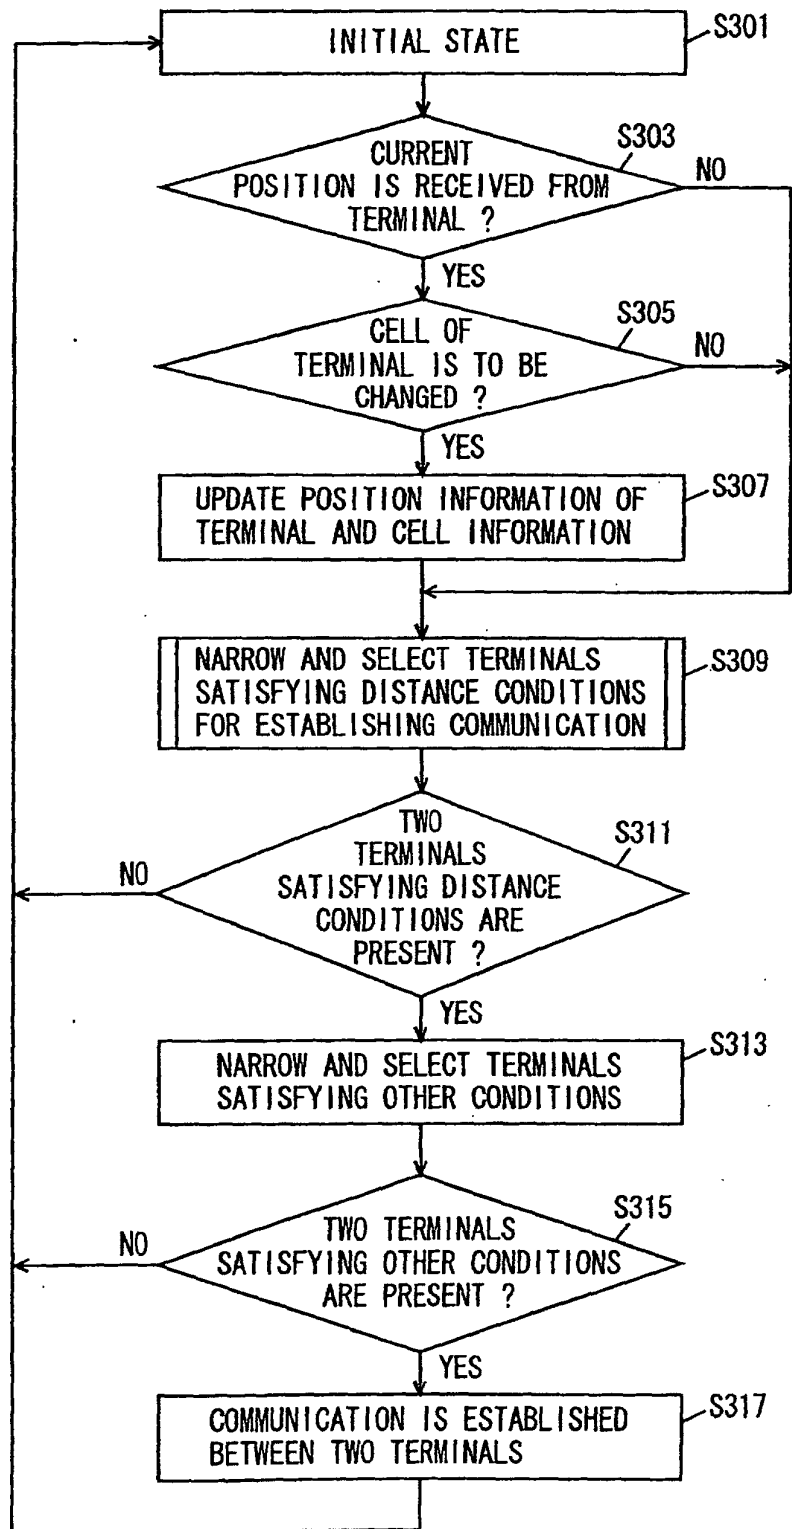 INITIAL STATE
S301
S303
CURRENT
POSITION IS RECEIVED FROM
TERMINAL ?
NO
YES
S305
CELL OF
TERMINAL IS TO BE
CHANGED ?
NO
YES
S307
UPDATE POSITION INFORMATION OF
TERMINAL AND CELL INFORMATION
S309
NARROW AND SELECT TERMINALS
SATISFYING DISTANCE CONDITIONS
FOR ESTABLISHING COMMUNICATION
S311
TWO
TERMINALS
SATISFYING DISTANCE
CONDITIONS ARE
PRESENT ?
NO
YES
S313
NARROW AND SELECT TERMINALS
SATISFYING OTHER CONDITIONS
S315
TWO TERMINALS
SATISFYING OTHER CONDITIONS
ARE PRESENT ?
NO
YES
S317
COMMUNICATION IS ESTABLISHED
BETWEEN TWO TERMINALS